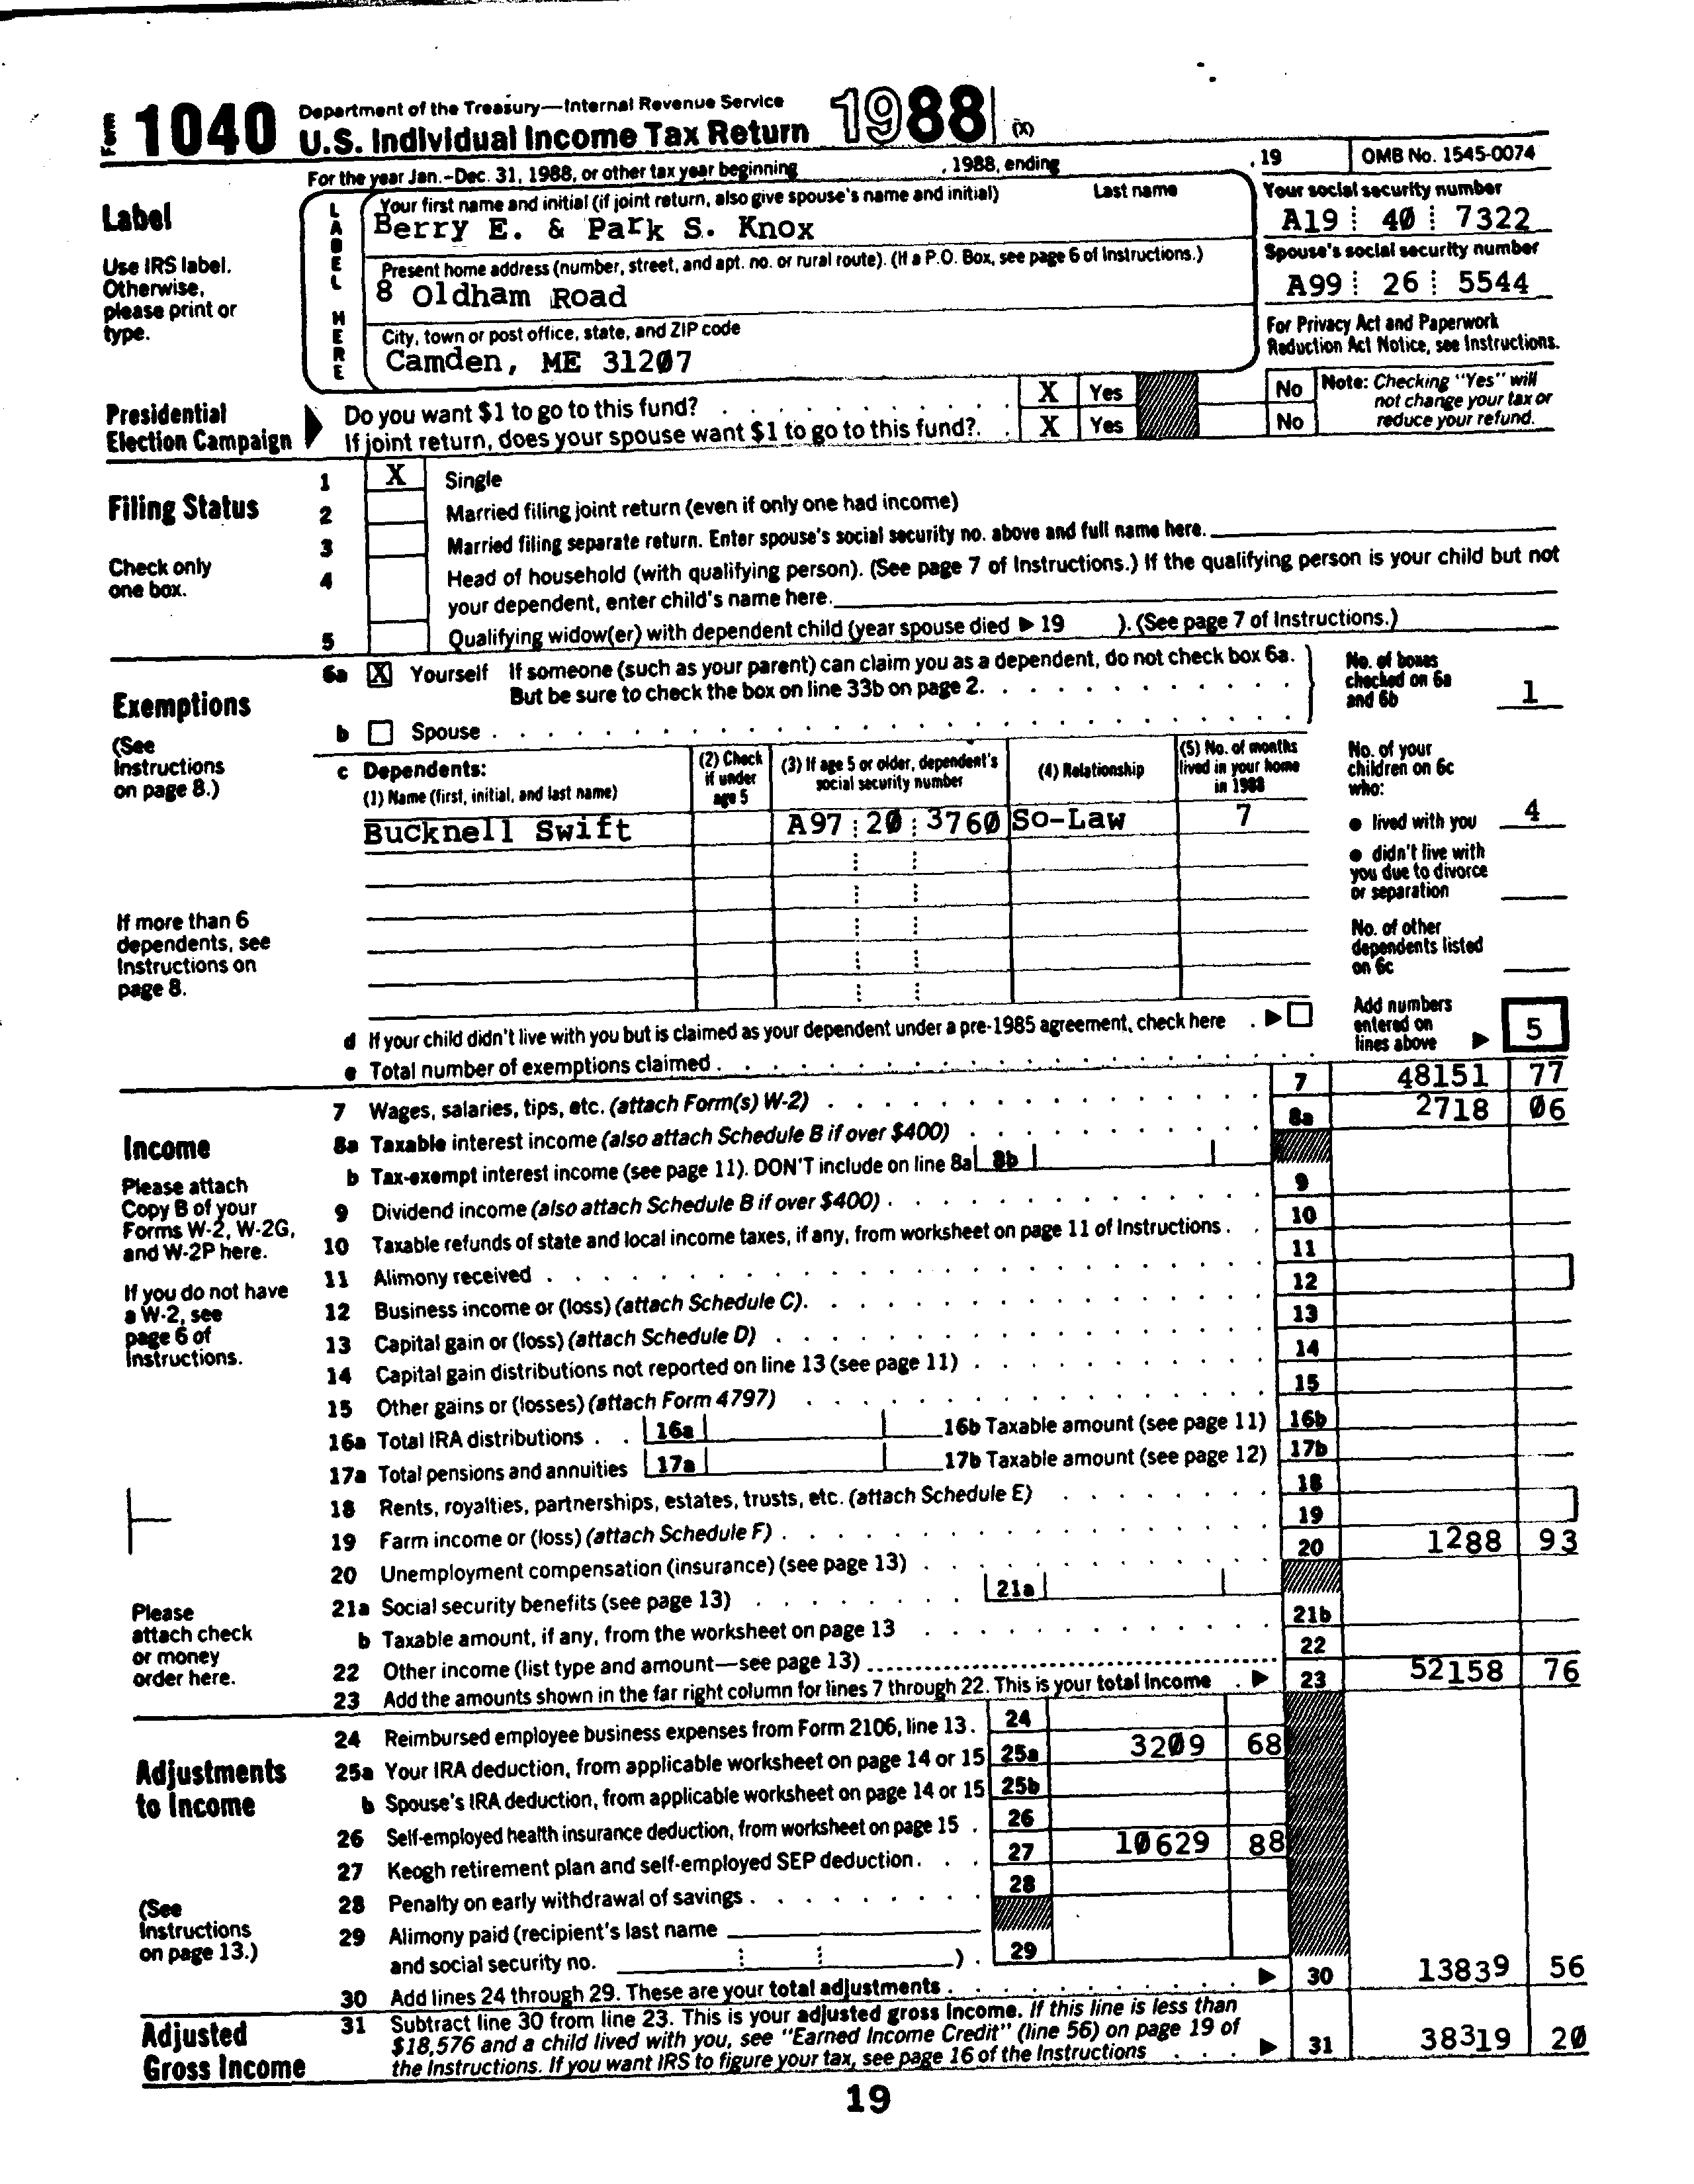 Form 1040 Department of the Treasury—Internal Revenue Service
U.S. Individual Income Tax Return 1988 (X)
For the year Jan.–Dec. 31, 1988, or other tax year beginning , 1988, ending , 19 OMB No. 1545-0074
Label
Use IRS label.
Otherwise,
please print or
type.
LABEL HERE
Your first name and initial (if joint return, also give spouse's name and initial) Last name
Berry E. & Park S. Knox
Your social security number
A19 40 7322
Present home address (number, street, and apt. no. or rural route). (If a P.O. Box, see page 6 of Instructions.)
8 Oldham Road
Spouse's social security number
A99 26 5544
City, town or post office, state, and ZIP code
Camden, ME 31207
For Privacy Act and Paperwork
Reduction Act Notice, see Instructions.
Presidential
Election Campaign
Do you want $1 to go to this fund? X Yes No
If joint return, does your spouse want $1 to go to this fund?. X Yes No
Note: Checking "Yes" will
not change your tax or
reduce your refund.
Filing Status
Check only
one box.
1 X Single
2 Married filing joint return (even if only one had income)
3 Married filing separate return. Enter spouse's social security no. above and full name here.
4 Head of household (with qualifying person). (See page 7 of Instructions.) If the qualifying person is your child but not
your dependent, enter child's name here.
5 Qualifying widow(er) with dependent child (year spouse died ▶ 19 ). (See page 7 of Instructions.)
Exemptions
(See
Instructions
on page 8.)
6a X Yourself If someone (such as your parent) can claim you as a dependent, do not check box 6a.
But be sure to check the box on line 33b on page 2.
b Spouse
No. of boxes
checked on 6a
and 6b 1
c Dependents:
(1) Name (first, initial, and last name)
(2) Check
if under
age 5
(3) If age 5 or older, dependent's
social security number
(4) Relationship
(5) No. of months
lived in your home
in 1988
Bucknell Swift A97 20 3760 So-Law 7
No. of your
children on 6c
who:
● lived with you 4
● didn't live with
you due to divorce
or separation
No. of other
dependents listed
on 6c
If more than 6
dependents, see
Instructions on
page 8.
d If your child didn't live with you but is claimed as your dependent under a pre-1985 agreement, check here . ▶
e Total number of exemptions claimed
Add numbers
entered on
lines above ▶ 5
Income
Please attach
Copy B of your
Forms W-2, W-2G,
and W-2P here.
If you do not have
a W-2, see
page 6 of
Instructions.
Please
attach check
or money
order here.
7 Wages, salaries, tips, etc. (attach Form(s) W-2) 7 48151 77
8a Taxable interest income (also attach Schedule B if over $400) 8a 2718 06
b Tax-exempt interest income (see page 11). DON'T include on line 8a 8b
9 Dividend income (also attach Schedule B if over $400) 9
10 Taxable refunds of state and local income taxes, if any, from worksheet on page 11 of Instructions 10
11 Alimony received 11
12 Business income or (loss) (attach Schedule C). 12
13 Capital gain or (loss) (attach Schedule D) 13
14 Capital gain distributions not reported on line 13 (see page 11) 14
15 Other gains or (losses) (attach Form 4797) 15
16a Total IRA distributions 16a 16b Taxable amount (see page 11) 16b
17a Total pensions and annuities 17a 17b Taxable amount (see page 12) 17b
18 Rents, royalties, partnerships, estates, trusts, etc. (attach Schedule E) 18
19 Farm income or (loss) (attach Schedule F) 19
20 Unemployment compensation (insurance) (see page 13) 20 1288 93
21a Social security benefits (see page 13) 21a
b Taxable amount, if any, from the worksheet on page 13 21b
22 Other income (list type and amount—see page 13) 22
23 Add the amounts shown in the far right column for lines 7 through 22. This is your total income ▶ 23 52158 76
Adjustments
to Income
(See
Instructions
on page 13.)
24 Reimbursed employee business expenses from Form 2106, line 13. 24
25a Your IRA deduction, from applicable worksheet on page 14 or 15 25a 3209 68
b Spouse's IRA deduction, from applicable worksheet on page 14 or 15 25b
26 Self-employed health insurance deduction, from worksheet on page 15 26
27 Keogh retirement plan and self-employed SEP deduction. 27 10629 88
28 Penalty on early withdrawal of savings 28
29 Alimony paid (recipient's last name
and social security no. ) . 29
30 Add lines 24 through 29. These are your total adjustments ▶ 30 13839 56
Adjusted
Gross Income
31 Subtract line 30 from line 23. This is your adjusted gross income. If this line is less than
$18,576 and a child lived with you, see "Earned Income Credit" (line 56) on page 19 of
the Instructions. If you want IRS to figure your tax, see page 16 of the Instructions ▶ 31 38319 20
19